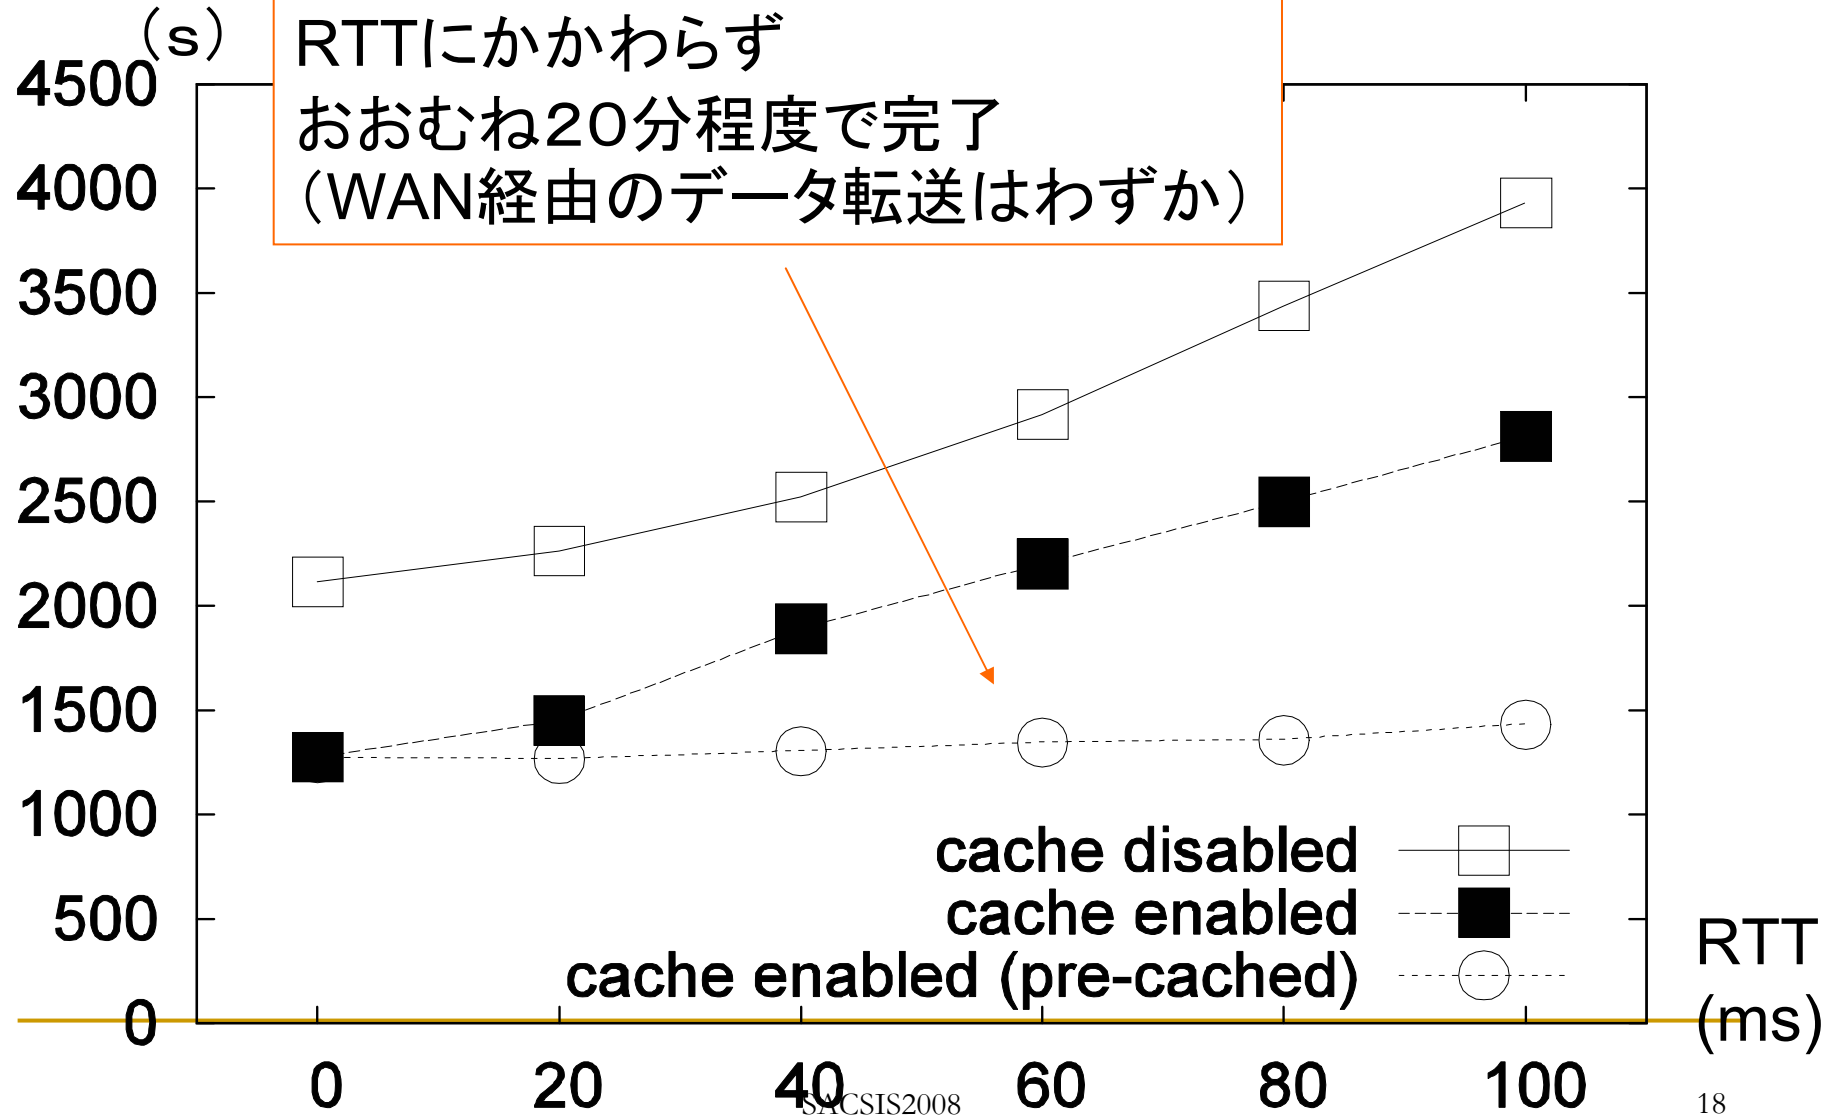 (s)
RTTにかかわらず
おおむね20分程度で完了
(WAN経由のデータ転送はわずか)
4500
4000
3500
3000
2500
2000
1500
1000
500
0
cache disabled
cache enabled
cache enabled (pre-cached)
RTT
(ms)
0 20 40 60 80 100
SACSIS2008
18